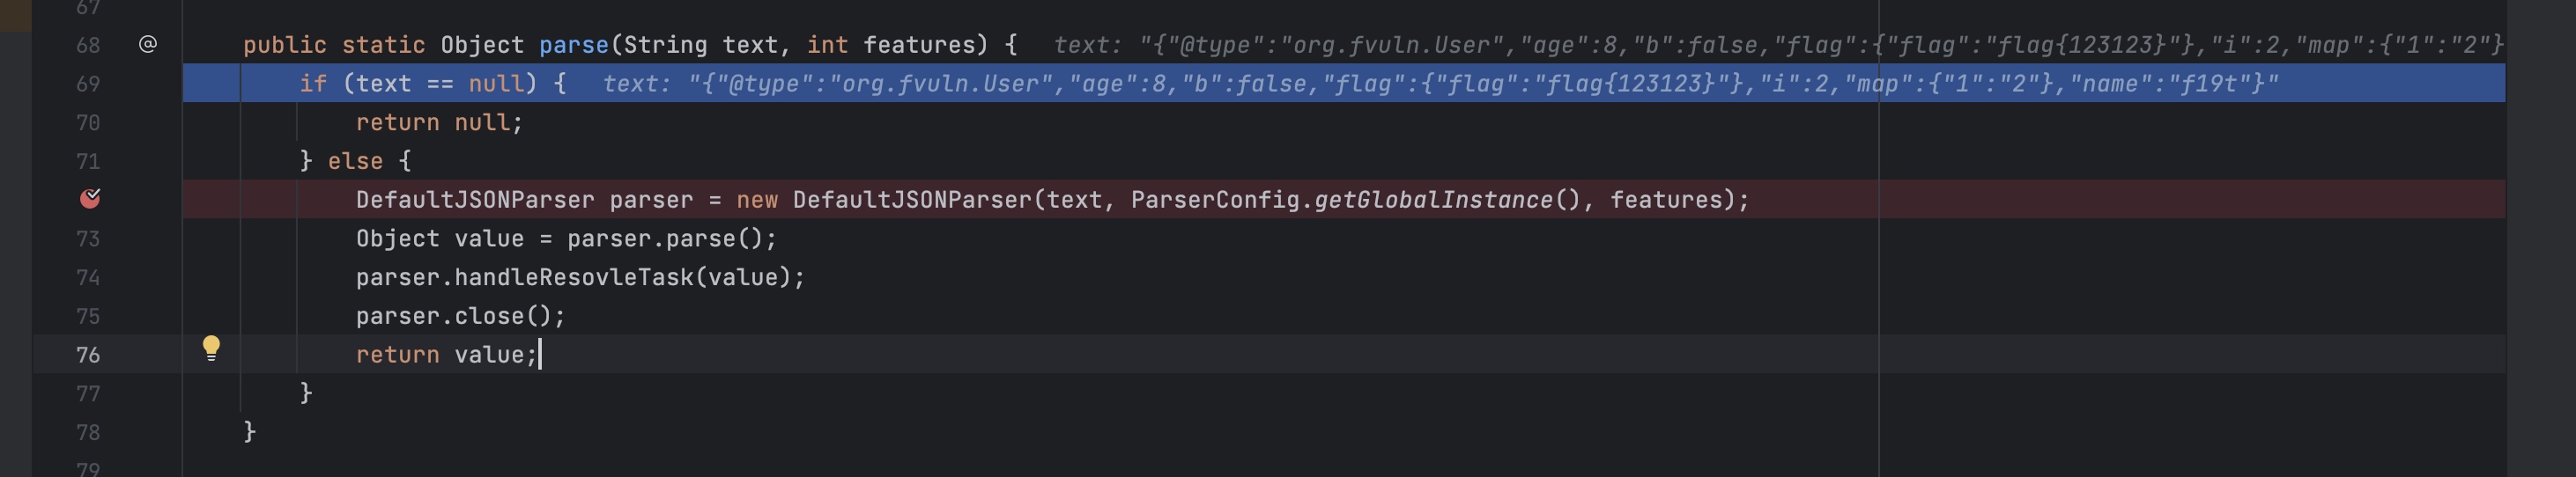 67
68 @ public static Object parse(String text, int features) { text: "{"@type":"org.fvuln.User","age":8,"b":false,"flag":{"flag":"flag{123123}"},"i":2,"map":{"1":"2"}
69 if (text == null) { text: "{"@type":"org.fvuln.User","age":8,"b":false,"flag":{"flag":"flag{123123}"},"i":2,"map":{"1":"2"},"name":"f19t"}"
70 return null;
71 } else {
DefaultJSONParser parser = new DefaultJSONParser(text, ParserConfig.getGlobalInstance(), features);
73 Object value = parser.parse();
74 parser.handleResovleTask(value);
75 parser.close();
76 return value;
77 }
78 }
79